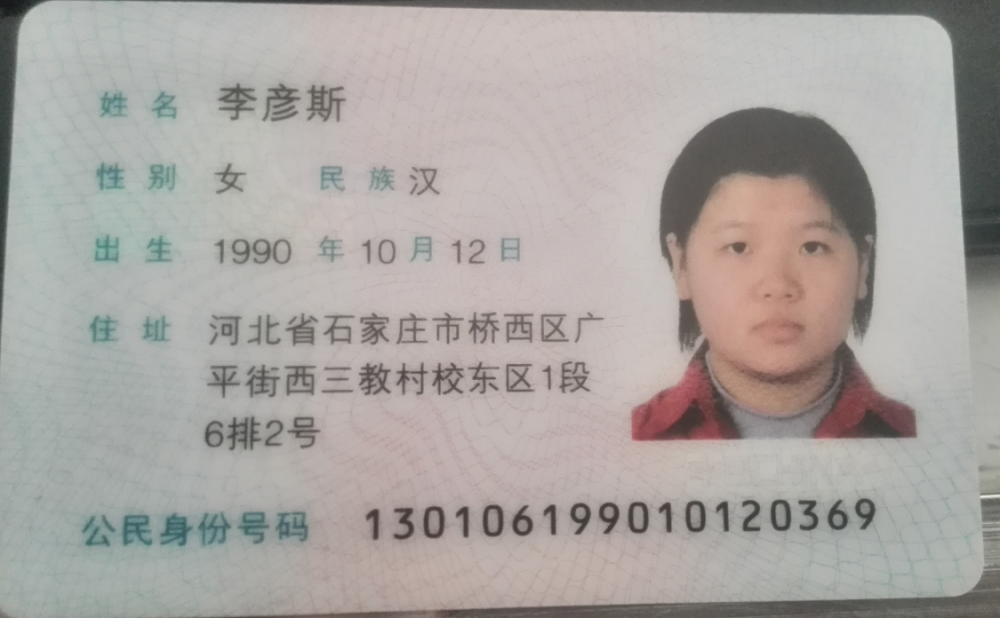 姓名 李彦斯
性别 女 民族 汉
出生 1990 年 10 月 12 日
住址 河北省石家庄市桥西区广
平街西三教村校东区1段
6排2号
公民身份号码 130106199010120369